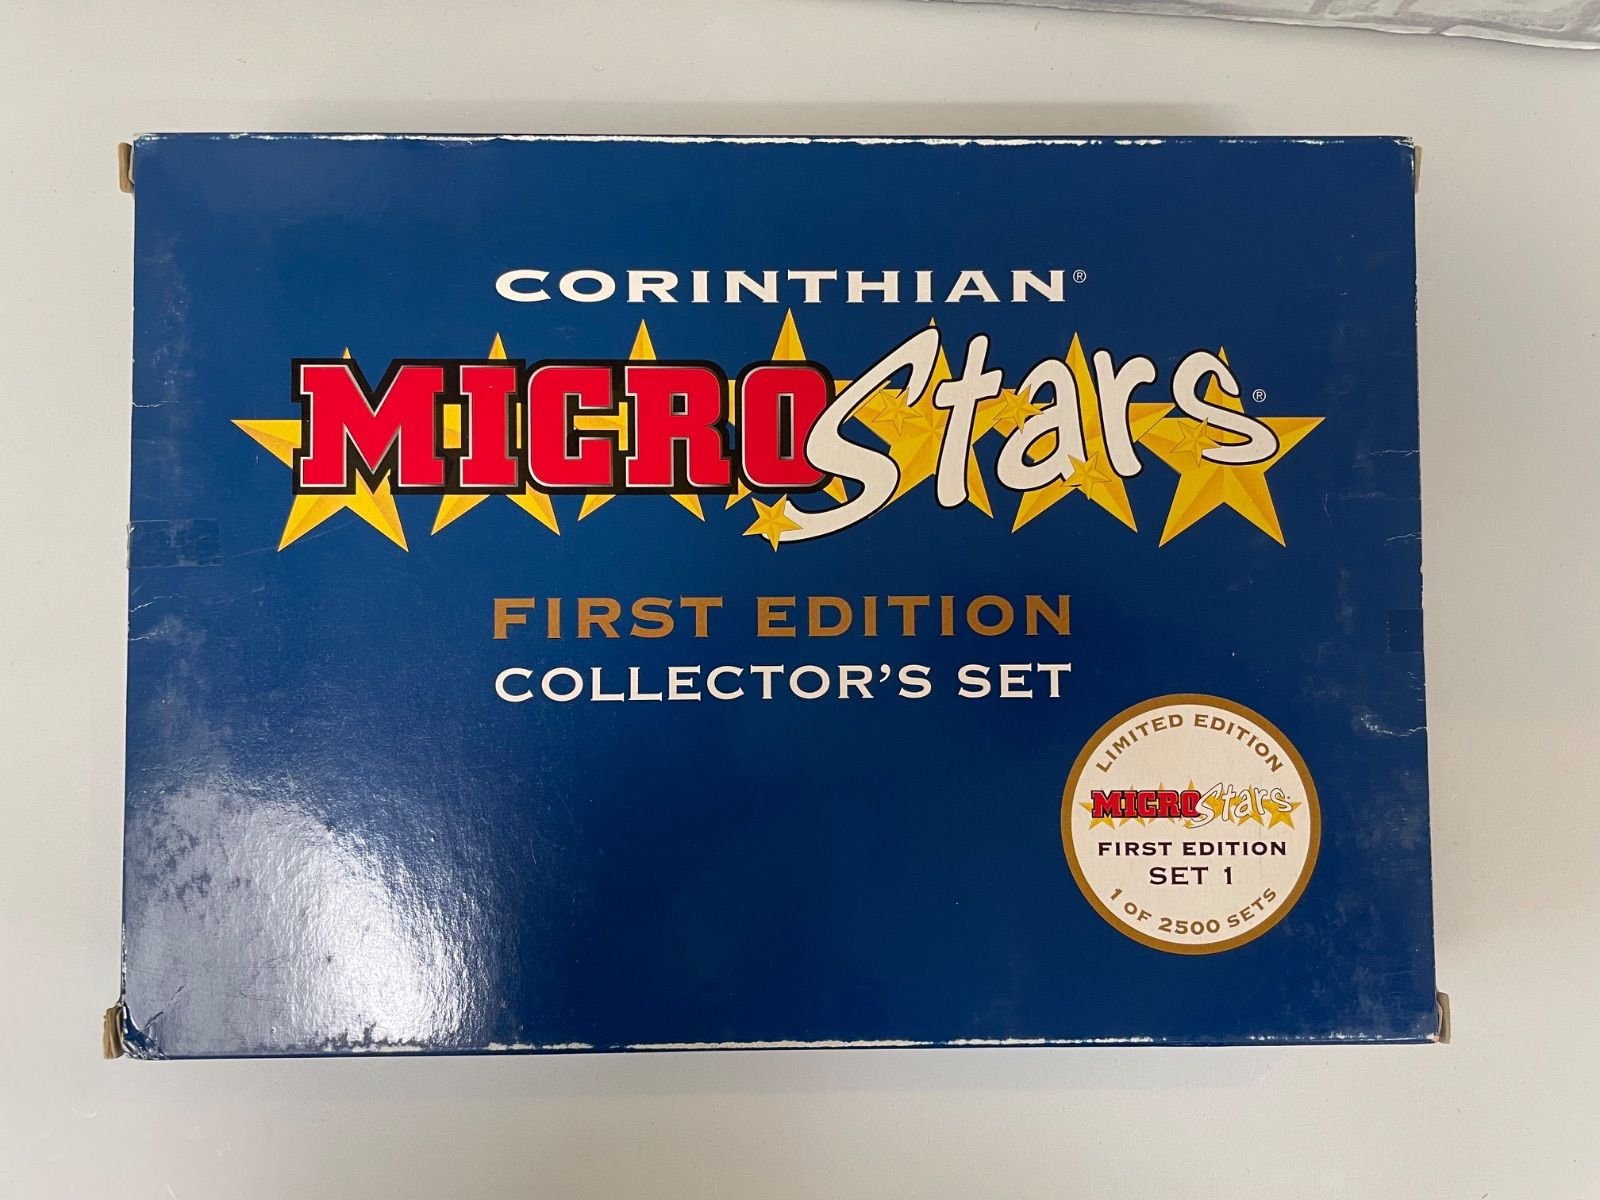 CORINTHIAN®
MICROStars®
FIRST EDITION
COLLECTOR'S SET
LIMITED EDITION
MICROStars
FIRST EDITION
SET 1
1 OF 2500 SETS